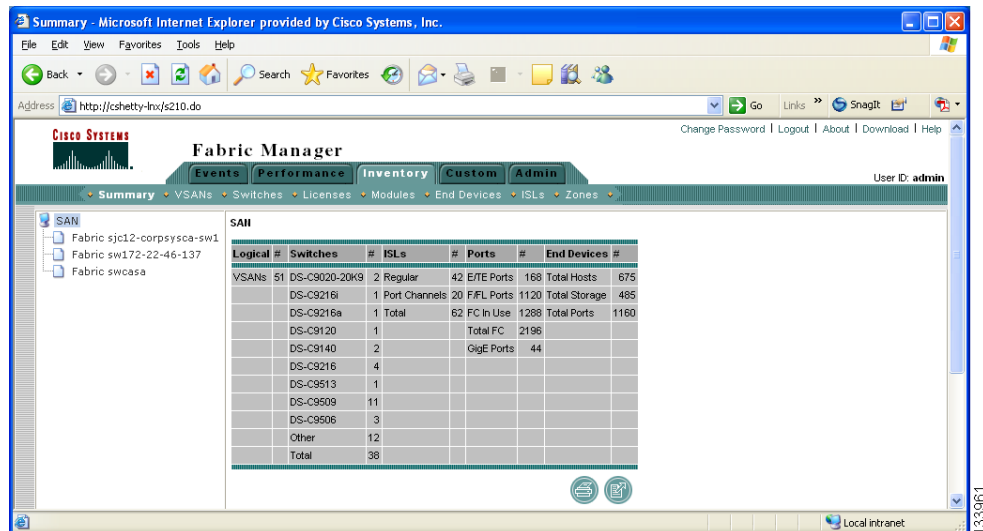 Summary - Microsoft Internet Explorer provided by Cisco Systems, Inc.
File Edit View Favorites Tools Help
Back Search Favorites
Address http://cshetty-lnx/s210.do Go Links » SnagIt
Change Password | Logout | About | Download | Help
CISCO SYSTEMS
Fabric Manager
Events Performance Inventory Custom Admin
User ID: admin
Summary VSANs Switches Licenses Modules End Devices ISLs Zones
SAN
Fabric sjc12-corpsysca-sw1
Fabric sw172-22-46-137
Fabric swcasa
SAN
Logical # Switches # ISLs # Ports # End Devices #
VSANs 51 DS-C9020-20K9 2 Regular 42 E/TE Ports 168 Total Hosts 675
DS-C9216i 1 Port Channels 20 F/FL Ports 1120 Total Storage 485
DS-C9216a 1 Total 62 FC In Use 1288 Total Ports 1160
DS-C9120 1 Total FC 2196
DS-C9140 2 GigE Ports 44
DS-C9216 4
DS-C9513 1
DS-C9509 11
DS-C9506 3
Other 12
Total 38
Local intranet
133961